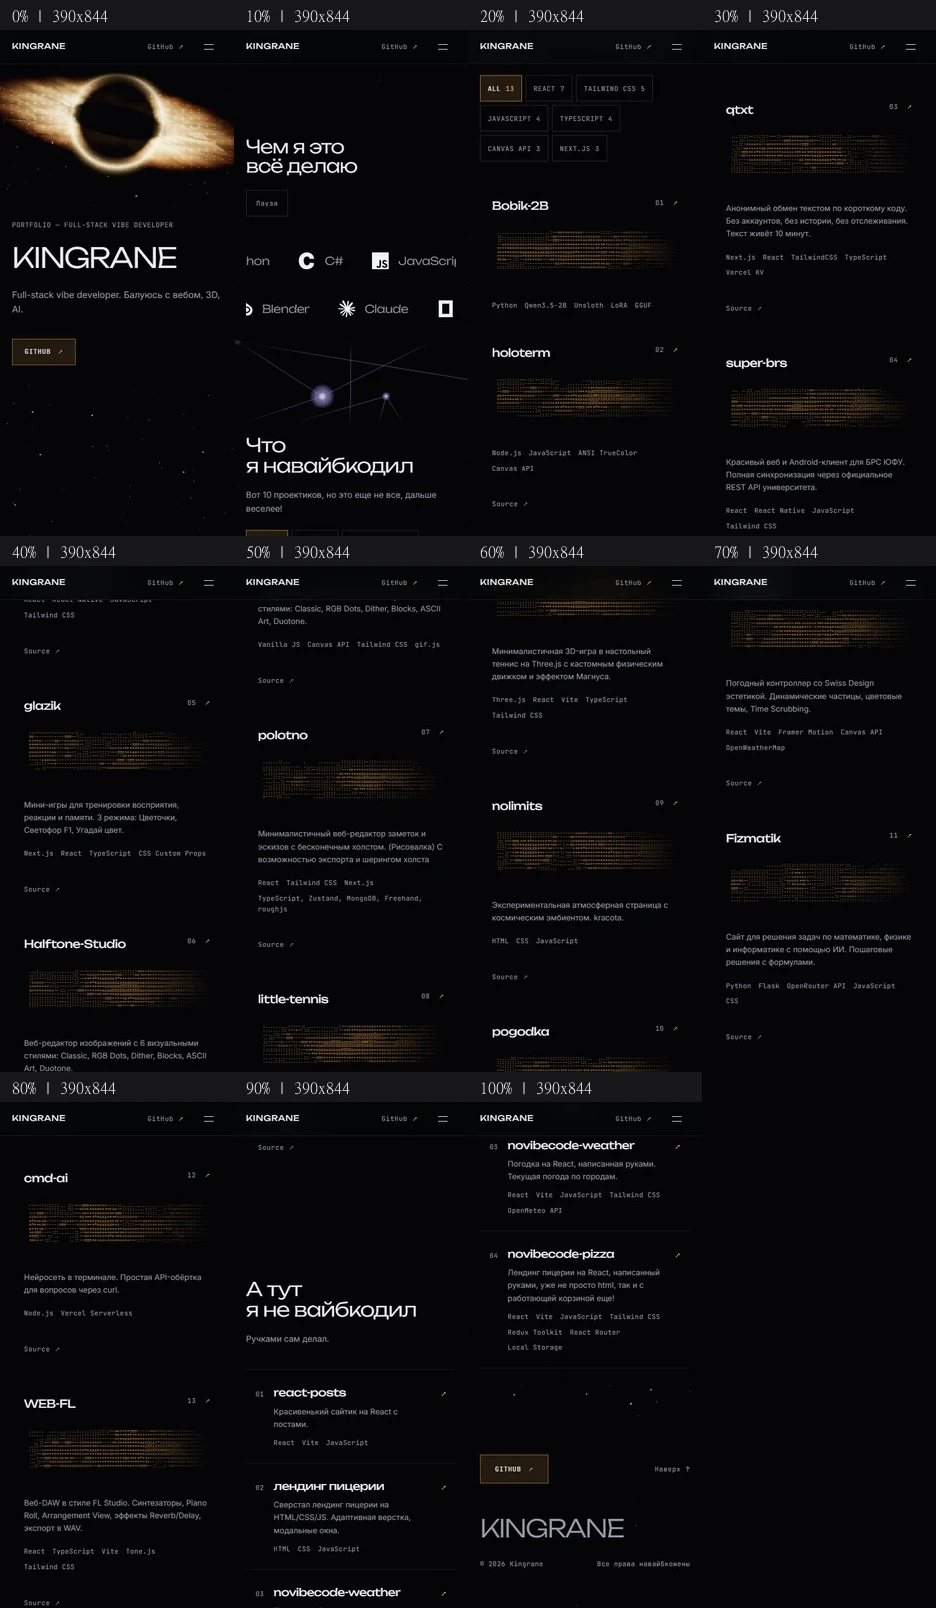 0% | 390x844
KINGRANE
GitHub ↗
PORTFOLIO — FULL-STACK VIBE DEVELOPER
KINGRANE
Full-stack vibe developer. Балуюсь с вебом, 3D,
AI.
GITHUB ↗
10% | 390x844
KINGRANE
GitHub ↗
Чем я это
всё делаю
Пауза
hon C# JavaScrip
Blender Claude
Что
я навайбкодил
Вот 10 проектиков, но это еще не все, дальше
веселее!
20% | 390x844
KINGRANE
GitHub ↗
ALL 13 REACT 7 TAILWIND CSS 5
JAVASCRIPT 4 TYPESCRIPT 4
CANVAS API 3 NEXT.JS 3
Bobik-2B 01 ↗
Python Qwen3.5-2B Unsloth LoRA GGUF
holoterm 02 ↗
Node.js JavaScript ANSI TrueColor
Canvas API
Source ↗
30% | 390x844
KINGRANE
GitHub ↗
qtxt 03 ↗
Анонимный обмен текстом по короткому коду.
Без аккаунтов, без истории, без отслеживания.
Текст живёт 10 минут.
Next.js React TailwindCSS TypeScript
Vercel KV
Source ↗
super-brs 04 ↗
Красивый веб и Android-клиент для БРС ЮФУ.
Полная синхронизация через официальное
REST API университета.
React React Native JavaScript
Tailwind CSS
40% | 390x844
KINGRANE
GitHub ↗
React React Native JavaScript
Tailwind CSS
Source ↗
glazik 05 ↗
Мини-игры для тренировки восприятия,
реакции и памяти. 3 режима: Цветочки,
Светофор F1, Угадай цвет.
Next.js React TypeScript CSS Custom Props
Source ↗
Halftone-Studio 06 ↗
Веб-редактор изображений с 6 визуальными
стилями: Classic, RGB Dots, Dither, Blocks, ASCII
Art, Duotone.
50% | 390x844
KINGRANE
GitHub ↗
стилями: Classic, RGB Dots, Dither, Blocks, ASCII
Art, Duotone.
Vanilla JS Canvas API Tailwind CSS gif.js
Source ↗
polotno 07 ↗
Минималистичный веб-редактор заметок и
эскизов с бесконечным холстом. (Рисовалка) С
возможностью экспорта и шерингом холста
React Tailwind CSS Next.js
TypeScript, Zustand, MongoDB, Freehand,
roughjs
Source ↗
little-tennis 08 ↗
60% | 390x844
KINGRANE
GitHub ↗
Минималистичная 3D-игра в настольный
теннис на Three.js с кастомным физическим
движком и эффектом Магнуса.
Three.js React Vite TypeScript
Tailwind CSS
Source ↗
nolimits 09 ↗
Экспериментальная атмосферная страница с
космическим эмбиентом. kracota.
HTML CSS JavaScript
Source ↗
pogodka 10 ↗
70% | 390x844
KINGRANE
GitHub ↗
Погодный контроллер со Swiss Design
эстетикой. Динамические частицы, цветовые
темы, Time Scrubbing.
React Vite Framer Motion Canvas API
OpenWeatherMap
Source ↗
Fizmatik 11 ↗
Сайт для решения задач по математике, физике
и информатике с помощью ИИ. Пошаговые
решения с формулами.
Python Flask OpenRouter API JavaScript
CSS
Source ↗
80% | 390x844
KINGRANE
GitHub ↗
cmd-ai 12 ↗
Нейросеть в терминале. Простая API-обёртка
для вопросов через curl.
Node.js Vercel Serverless
Source ↗
WEB-FL 13 ↗
Веб-DAW в стиле FL Studio. Синтезаторы, Piano
Roll, Arrangement View, эффекты Reverb/Delay,
экспорт в WAV.
React TypeScript Vite Tone.js
Tailwind CSS
Source ↗
90% | 390x844
KINGRANE
GitHub ↗
Source ↗
А тут
я не вайбкодил
Ручками сам делал.
01 react-posts ↗
Красивенький сайтик на React с
постами.
React Vite JavaScript
02 лендинг пиццерии ↗
Сверстал лендинг пиццерии на
HTML/CSS/JS. Адаптивная верстка,
модальные окна.
HTML CSS JavaScript
03 novibecode-weather ↗
100% | 390x844
KINGRANE
GitHub ↗
03 novibecode-weather ↗
Погодка на React, написанная руками.
Текущая погода по городам.
React Vite JavaScript Tailwind CSS
OpenMeteo API
04 novibecode-pizza ↗
Лендинг пицерии на React, написанный
руками, уже не просто html, так и с
работающей корзиной еще!
React Vite JavaScript Tailwind CSS
Redux Toolkit React Router
Local Storage
GITHUB ↗
Наверх ↑
KINGRANE
© 2026 Kingrane
Все права навайбкожены